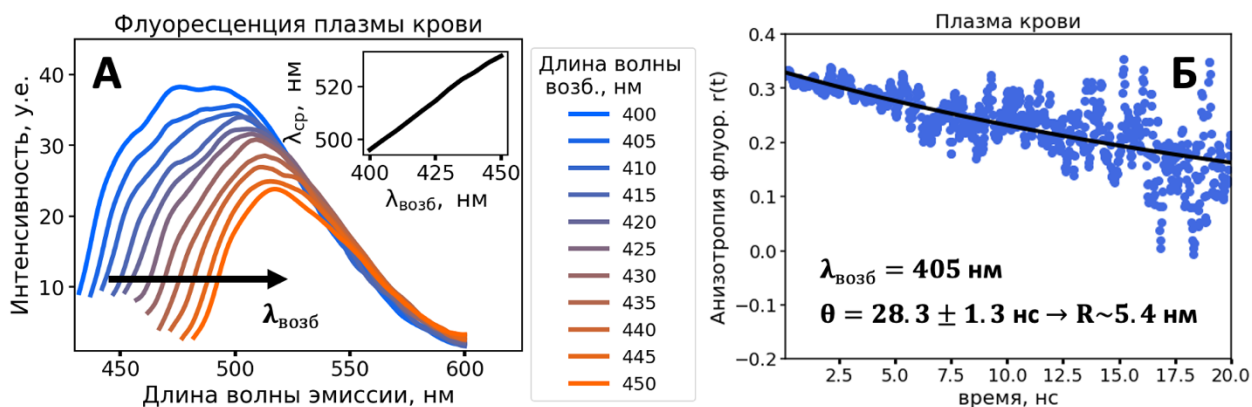 Флуоресценция плазмы крови
А
Интенсивность, у.е.
40
30
20
10
450
500
550
600
Длина волны эмиссии, нм
λвозб
λср, нм
520
500
400
425
450
λвозб, нм
Длина волны
возб., нм
400
405
410
415
420
425
430
435
440
445
450
Плазма крови
Б
Анизотропия флуор. r(t)
0.4
0.3
0.2
0.1
0.0
−0.1
−0.2
λвозб = 405 нм
θ = 28.3 ± 1.3 нс → R~5.4 нм
2.5
5.0
7.5
10.0
12.5
15.0
17.5
20.0
время, нс